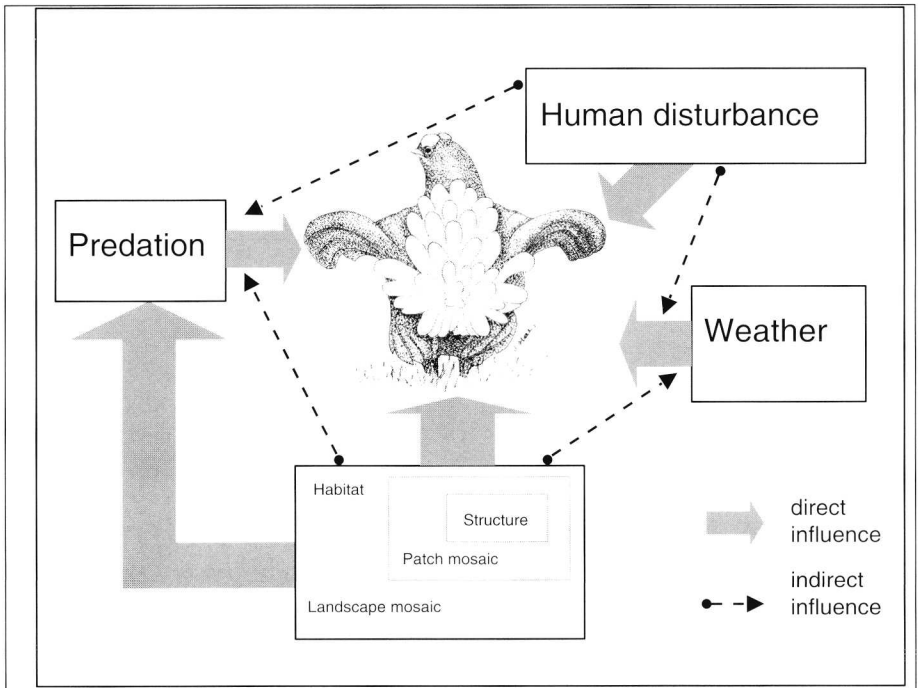 Human disturbance
Predation
Weather
Habitat
Structure
Patch mosaic
Landscape mosaic
direct
influence
indirect
influence